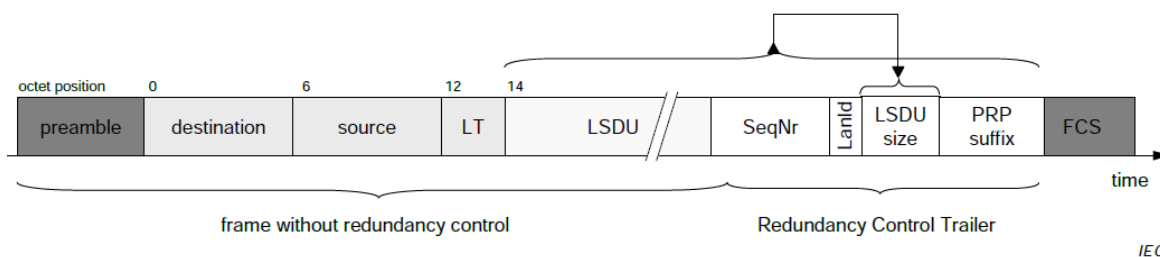 octet position 0 6 12 14
preamble destination source LT LSDU SeqNr LanId LSDU size PRP suffix FCS
time
frame without redundancy control Redundancy Control Trailer
IEC